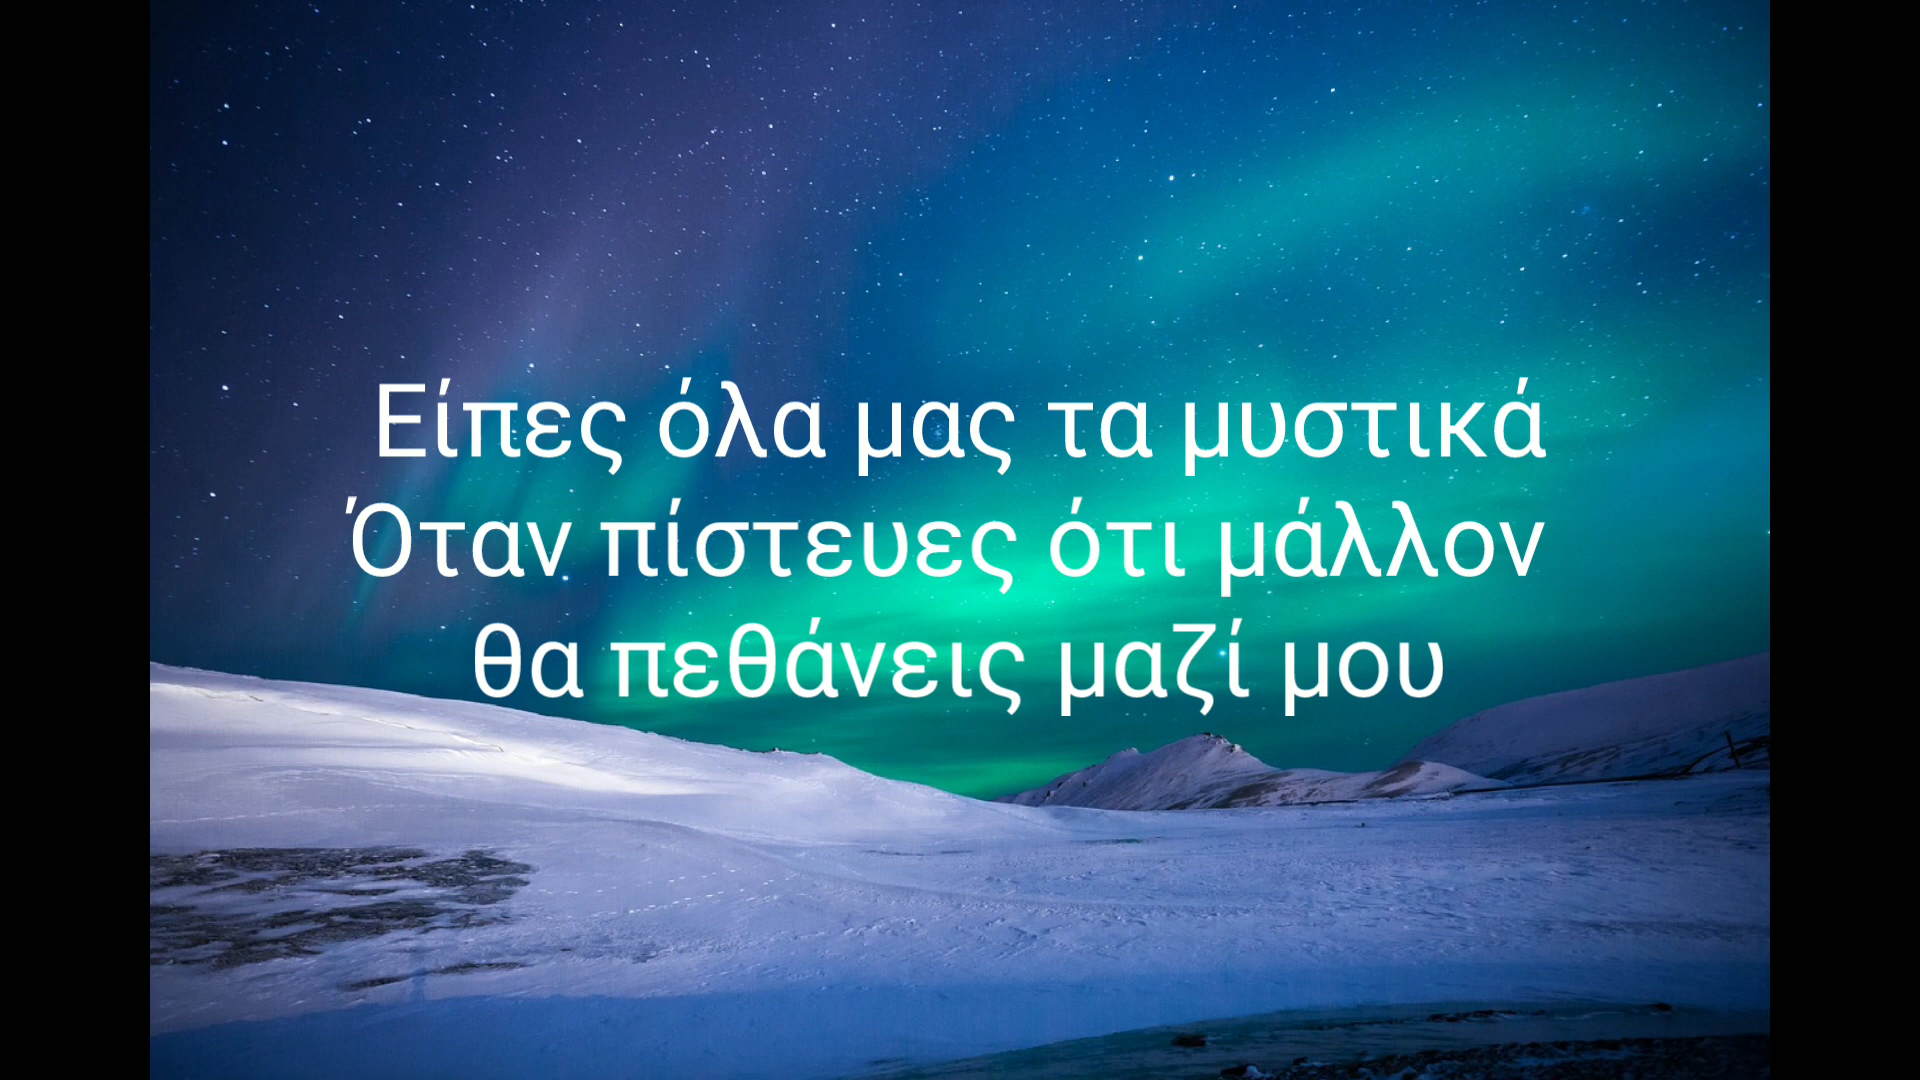 Είπες όλα μας τα μυστικά
Όταν πίστευες ότι μάλλον
θα πεθάνεις μαζί μου